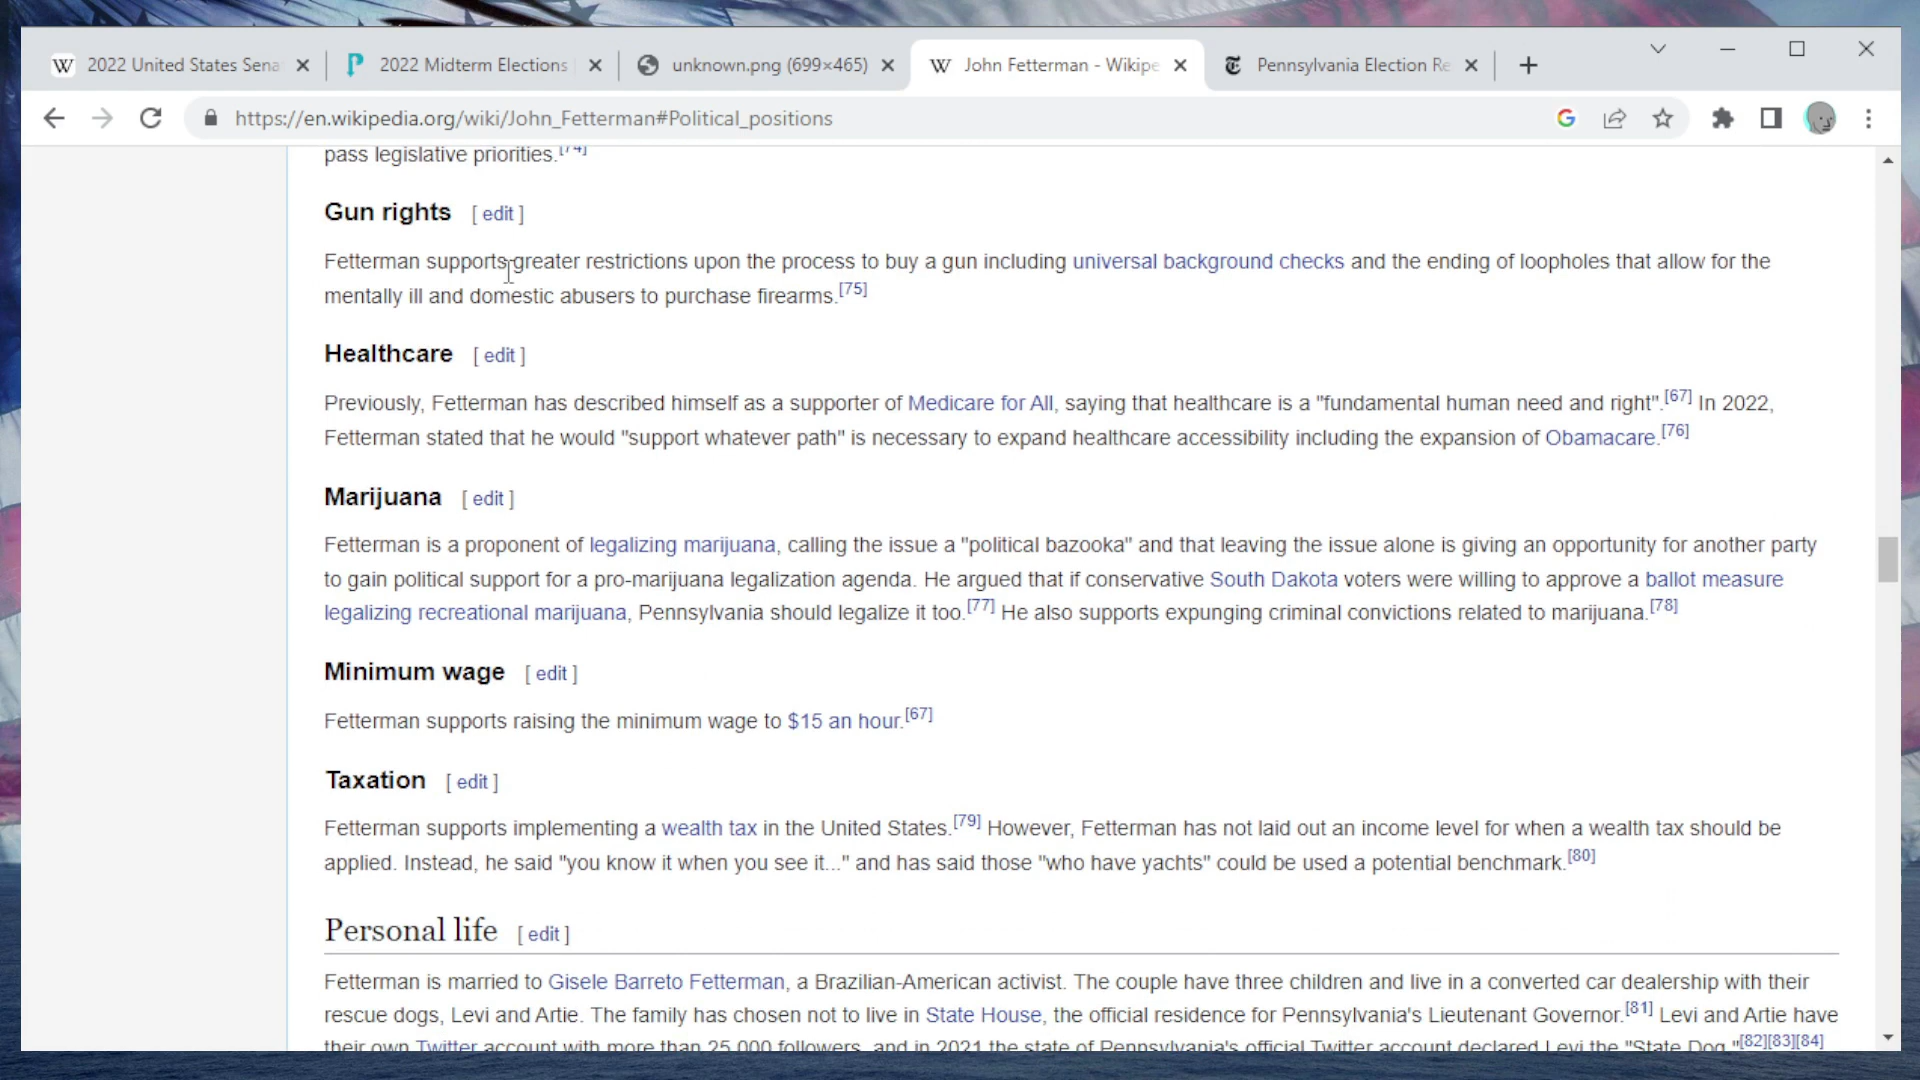 2022 United States Sena
2022 Midterm Elections
unknown.png (699×465)
John Fetterman - Wikipe
Pennsylvania Election Re
https://en.wikipedia.org/wiki/John_Fetterman#Political_positions
pass legislative priorities.[74]
Gun rights [ edit ]
Fetterman supports greater restrictions upon the process to buy a gun including universal background checks and the ending of loopholes that allow for the
mentally ill and domestic abusers to purchase firearms.[75]
Healthcare [ edit ]
Previously, Fetterman has described himself as a supporter of Medicare for All, saying that healthcare is a "fundamental human need and right".[67] In 2022,
Fetterman stated that he would "support whatever path" is necessary to expand healthcare accessibility including the expansion of Obamacare.[76]
Marijuana [ edit ]
Fetterman is a proponent of legalizing marijuana, calling the issue a "political bazooka" and that leaving the issue alone is giving an opportunity for another party
to gain political support for a pro-marijuana legalization agenda. He argued that if conservative South Dakota voters were willing to approve a ballot measure
legalizing recreational marijuana, Pennsylvania should legalize it too.[77] He also supports expunging criminal convictions related to marijuana.[78]
Minimum wage [ edit ]
Fetterman supports raising the minimum wage to $15 an hour.[67]
Taxation [ edit ]
Fetterman supports implementing a wealth tax in the United States.[79] However, Fetterman has not laid out an income level for when a wealth tax should be
applied. Instead, he said "you know it when you see it..." and has said those "who have yachts" could be used a potential benchmark.[80]
Personal life [ edit ]
Fetterman is married to Gisele Barreto Fetterman, a Brazilian-American activist. The couple have three children and live in a converted car dealership with their
rescue dogs, Levi and Artie. The family has chosen not to live in State House, the official residence for Pennsylvania's Lieutenant Governor.[81] Levi and Artie have
their own Twitter account with more than 25,000 followers, and in 2021 the state of Pennsylvania's official Twitter account declared Levi the "State Dog."[82][83][84]